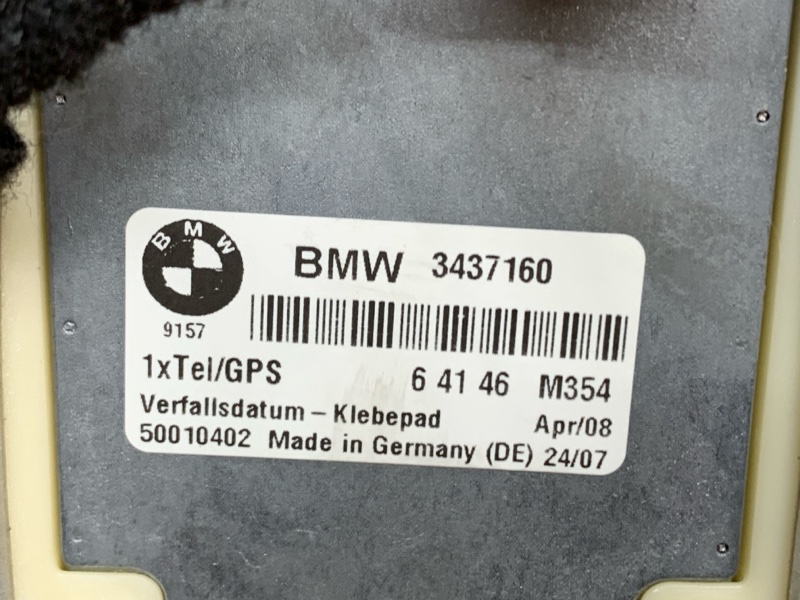 BMW
BMW 3437160
9157
1xTel/GPS 6 41 46 M354
Verfallsdatum – Klebepad Apr/08
50010402 Made in Germany (DE) 24/07